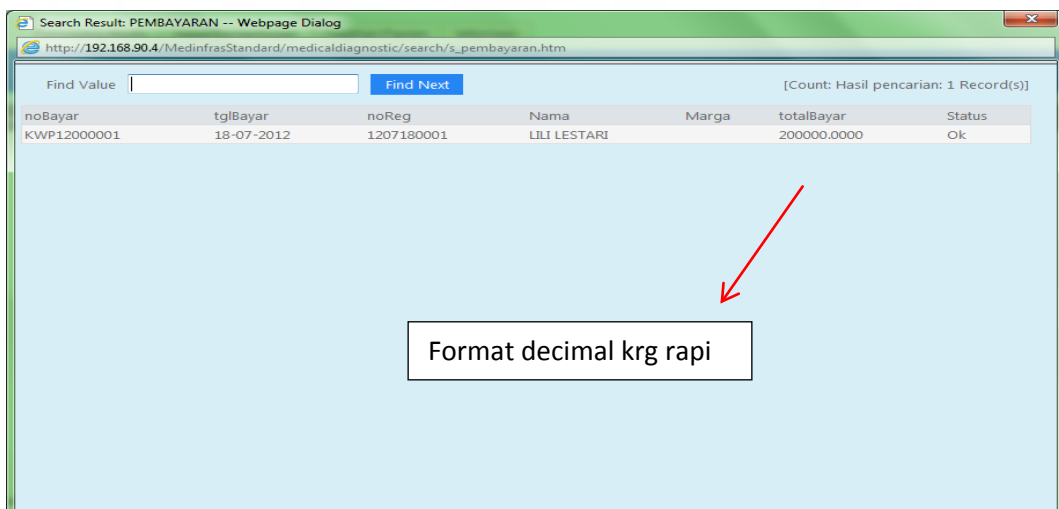 Search Result: PEMBAYARAN -- Webpage Dialog
http://192.168.90.4/MedinfrasStandard/medicaldiagnostic/search/s_pembayaran.htm
Find Value Find Next [Count: Hasil pencarian: 1 Record(s)]
noBayar tglBayar noReg Nama Marga totalBayar Status
KWP12000001 18-07-2012 1207180001 LILI LESTARI 200000.0000 Ok
Format decimal krg rapi